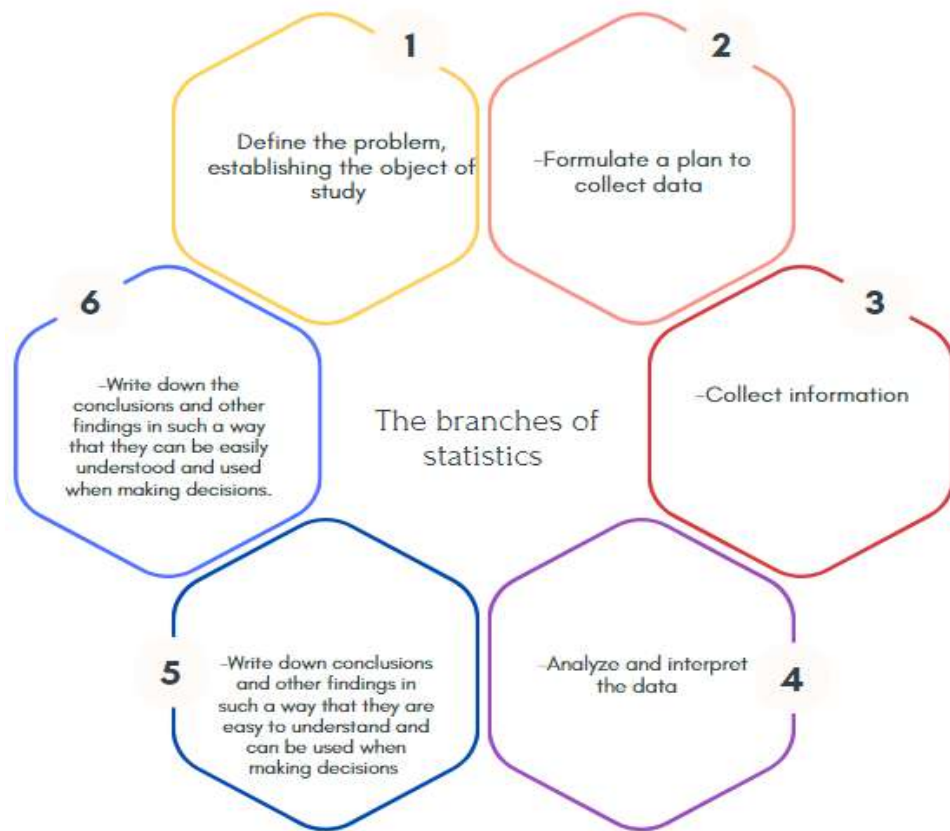 1
Define the problem,
establishing the object of
study
2
-Formulate a plan to
collect data
3
-Collect information
4
-Analyze and interpret
the data
5
-Write down conclusions
and other findings in
such a way that they are
easy to understand and
can be used when
making decisions
6
-Write down the
conclusions and other
findings in such a way
that they can be easily
understood and used
when making decisions.
The branches of
statistics